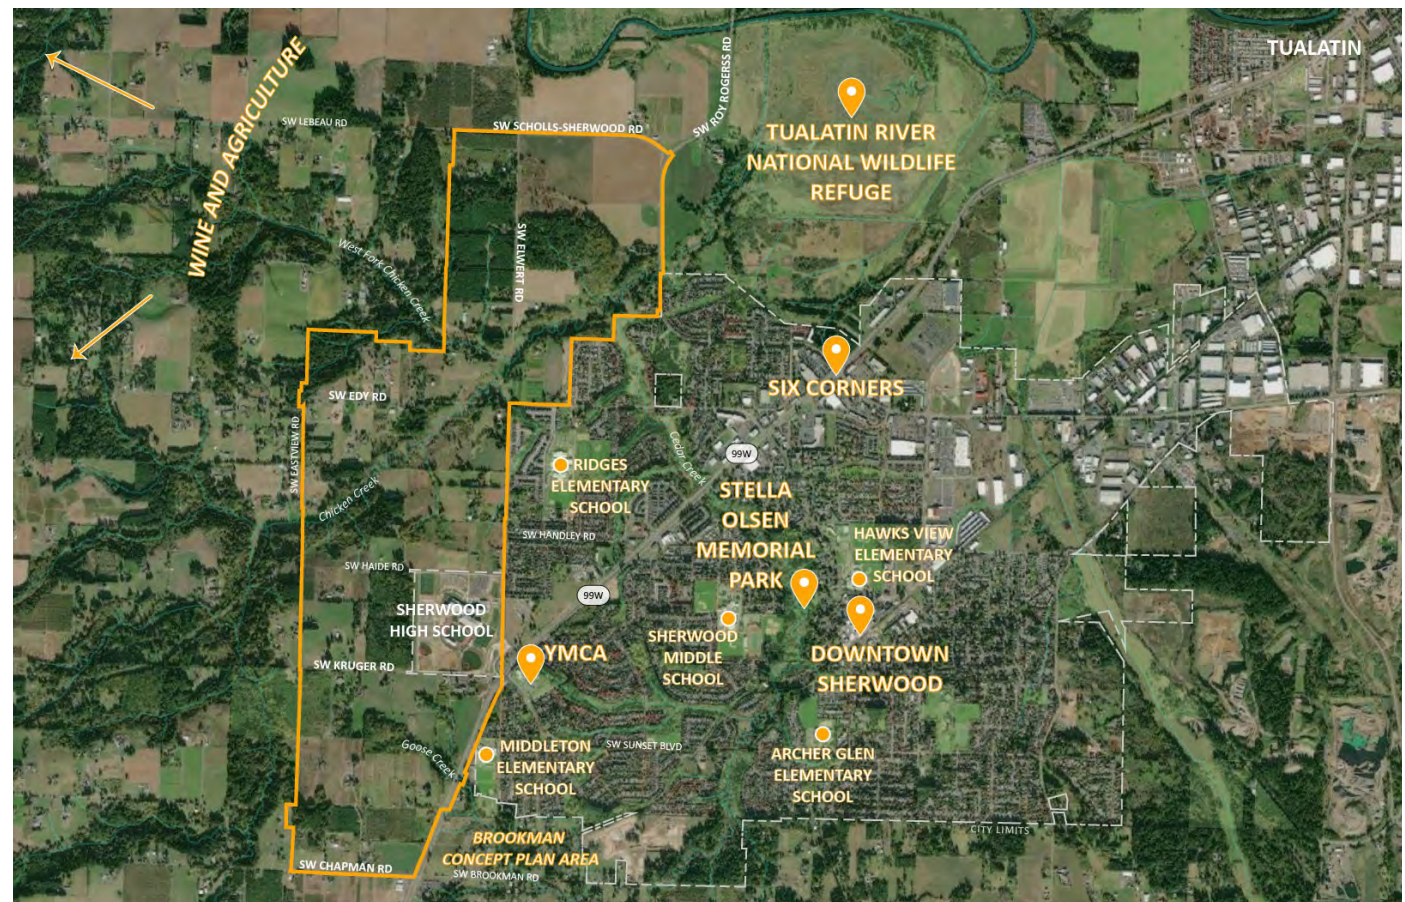 TUALATIN
WINE AND AGRICULTURE
SW LEBEAU RD
SW SCHOLLS-SHERWOOD RD
SW ROY ROGERSS RD
TUALATIN RIVER
NATIONAL WILDLIFE
REFUGE
West Fork Chicken Creek
SW ELWERT RD
SIX CORNERS
SW EDY RD
SW EASTVIEW RD
Cedar Creek
99W
RIDGES
ELEMENTARY
SCHOOL
Chicken Creek
STELLA
OLSEN
MEMORIAL
PARK
SW HANDLEY RD
HAWKS VIEW
ELEMENTARY
SCHOOL
SW HAIDE RD
99W
SHERWOOD
HIGH SCHOOL
SHERWOOD
MIDDLE
SCHOOL
YMCA
DOWNTOWN
SHERWOOD
SW KRUGER RD
Goose Creek
MIDDLETON
ELEMENTARY
SCHOOL
SW SUNSET BLVD
ARCHER GLEN
ELEMENTARY
SCHOOL
CITY LIMITS
BROOKMAN
CONCEPT PLAN AREA
SW CHAPMAN RD
SW BROOKMAN RD